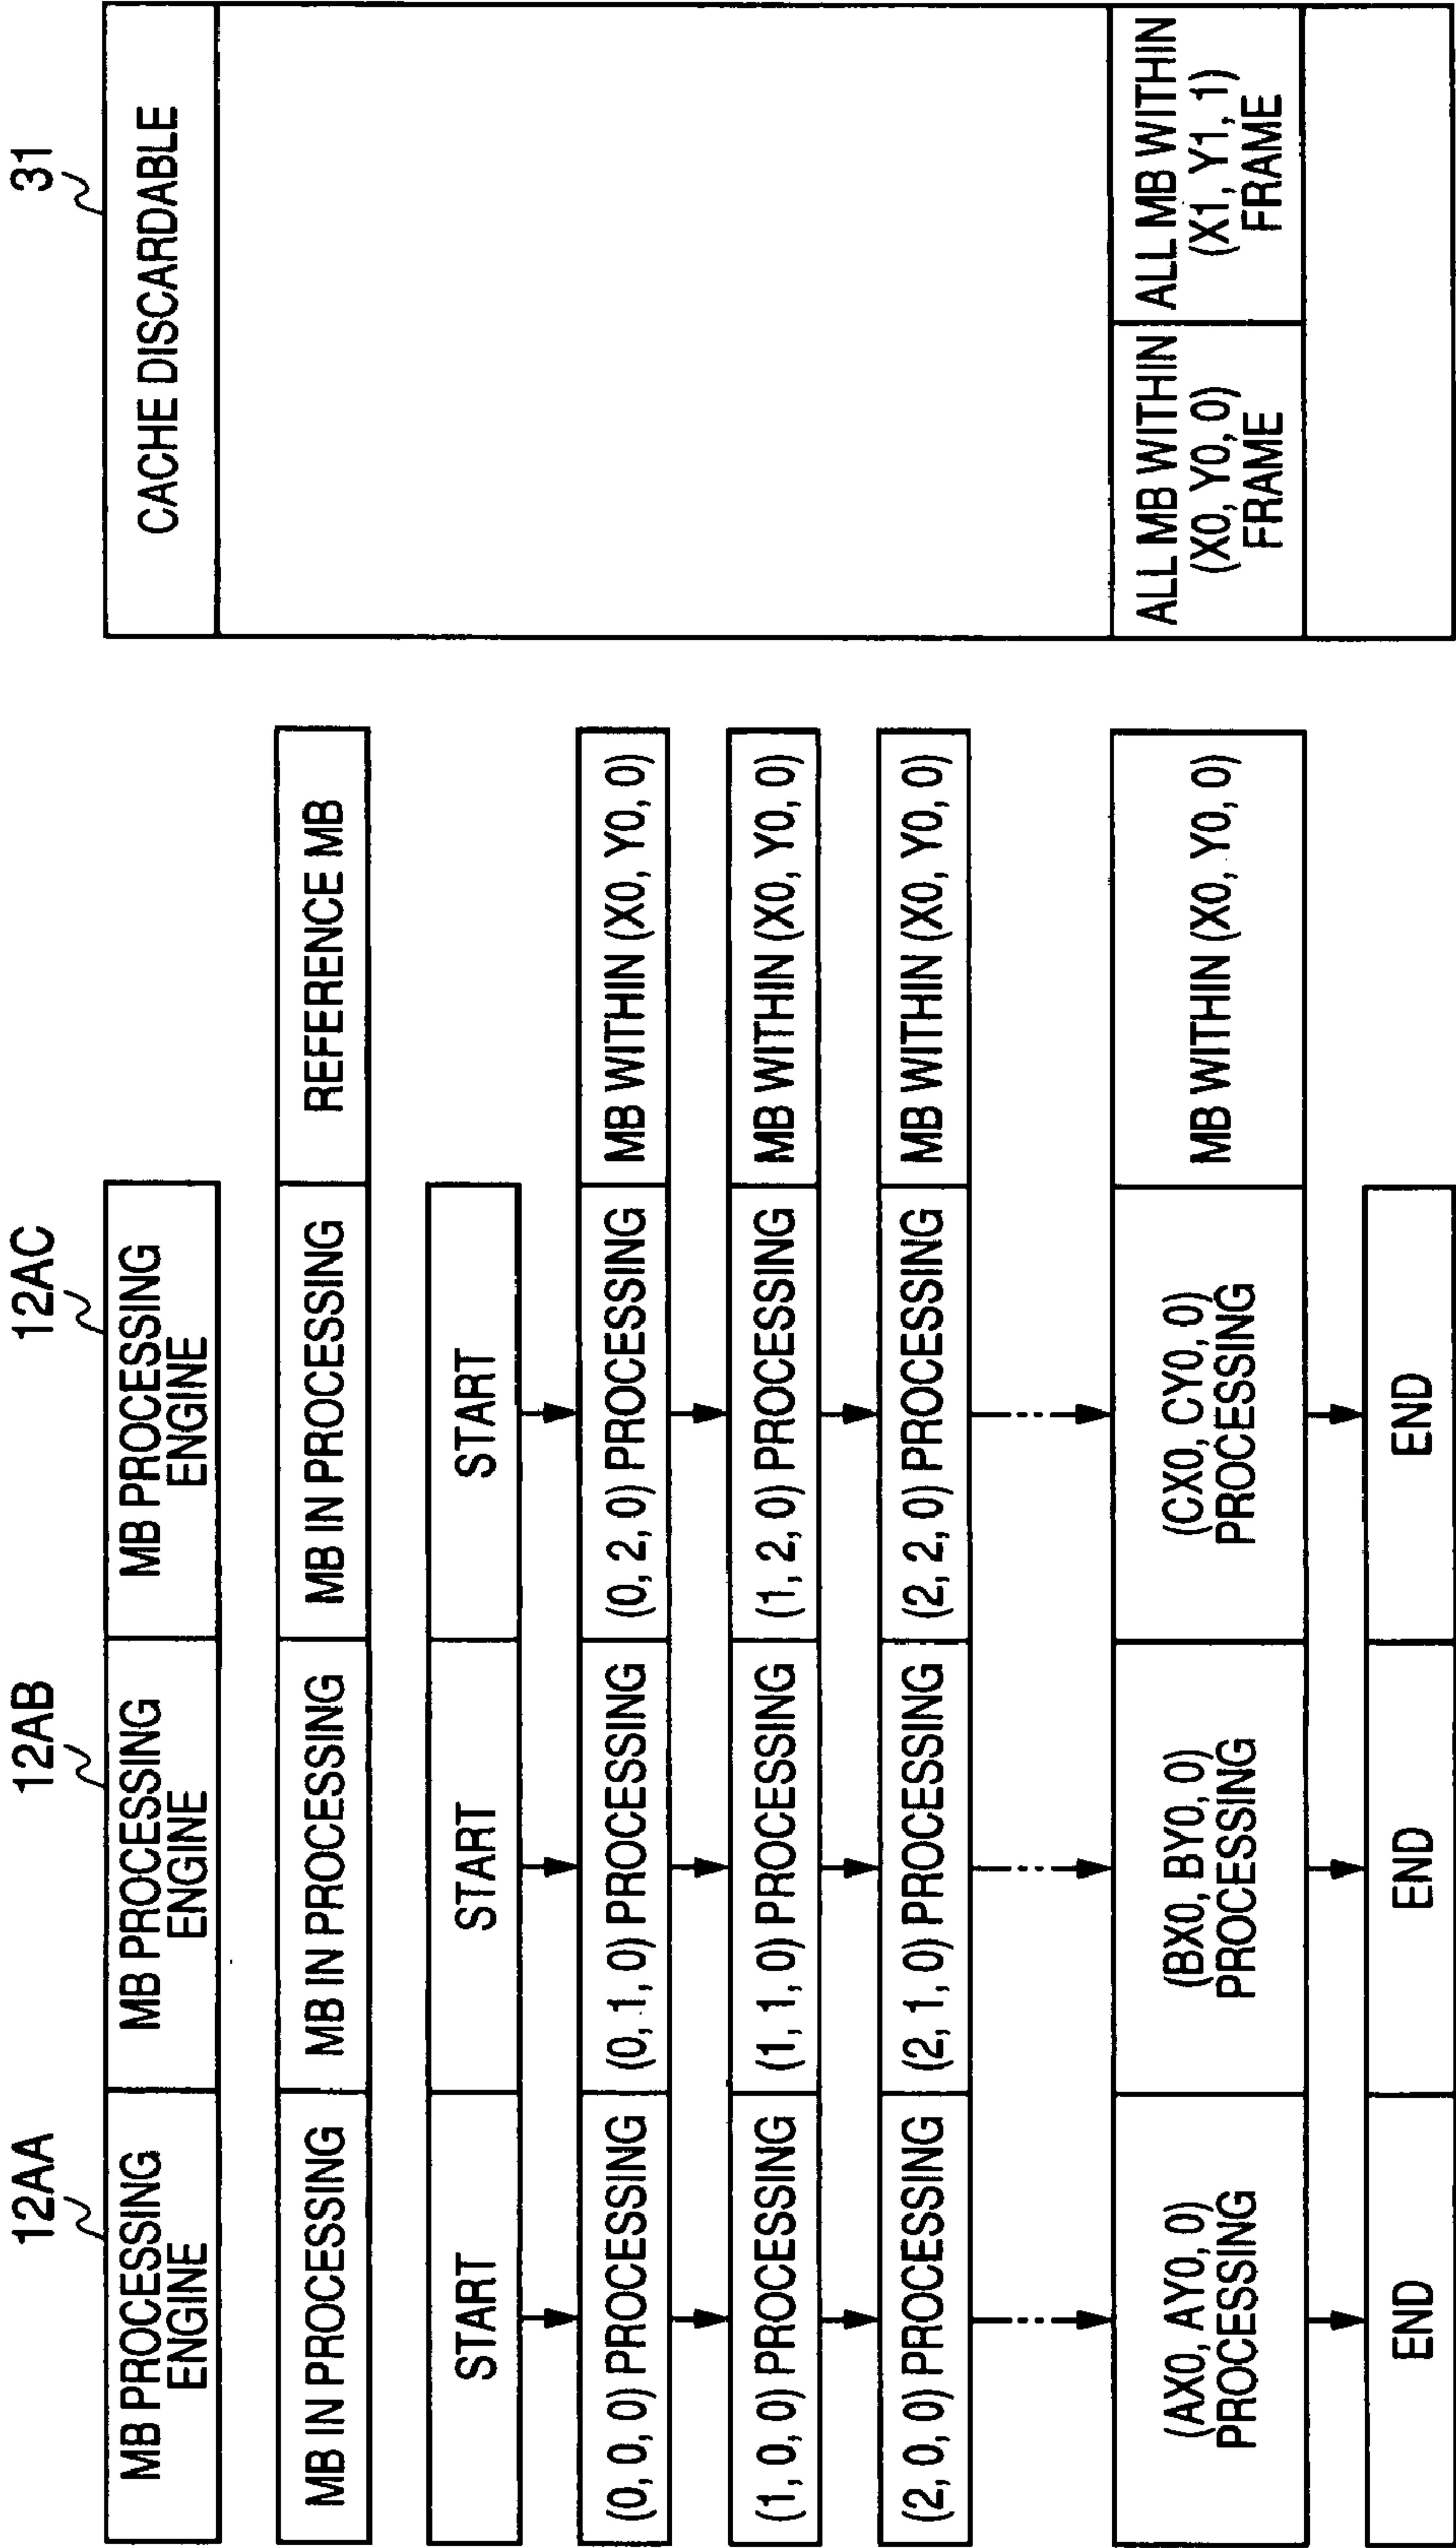 12AA
12AB
12AC
31
MB PROCESSING
ENGINE
MB PROCESSING
ENGINE
MB PROCESSING
ENGINE
CACHE DISCARDABLE
MB IN PROCESSING
MB IN PROCESSING
MB IN PROCESSING
REFERENCE MB
START
START
START
(0, 0, 0) PROCESSING
(0, 1, 0) PROCESSING
(0, 2, 0) PROCESSING
MB WITHIN (X0, Y0, 0)
(1, 0, 0) PROCESSING
(1, 1, 0) PROCESSING
(1, 2, 0) PROCESSING
MB WITHIN (X0, Y0, 0)
(2, 0, 0) PROCESSING
(2, 1, 0) PROCESSING
(2, 2, 0) PROCESSING
MB WITHIN (X0, Y0, 0)
(AX0, AY0, 0)
PROCESSING
(BX0, BY0, 0)
PROCESSING
(CX0, CY0, 0)
PROCESSING
MB WITHIN (X0, Y0, 0)
ALL MB WITHIN
(X0, Y0, 0)
FRAME
ALL MB WITHIN
(X1, Y1, 1)
FRAME
END
END
END